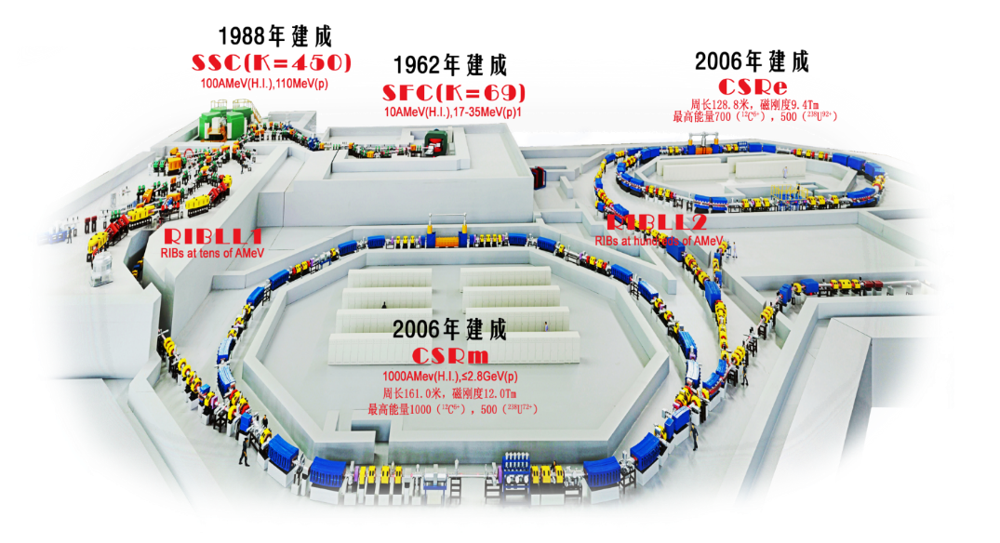 1988年建成
SSC(K=450)
100AMeV(H.I.),110MeV(p)
1962年建成
SFC(K=69)
10AMeV(H.I.),17-35MeV(p)1
2006年建成
CSRe
周长128.8米，磁刚度9.4Tm
最高能量700（¹²C⁶⁺），500（²³⁸U⁹²⁺）
RIBLL1
RIBs at tens of AMeV
RIBLL2
RIBs at hundreds of AMeV
2006年建成
CSRm
1000AMev(H.I.),≤2.8GeV(p)
周长161.0米，磁刚度12.0Tm
最高能量1000（¹²C⁶⁺），500（²³⁸U⁷²⁺）